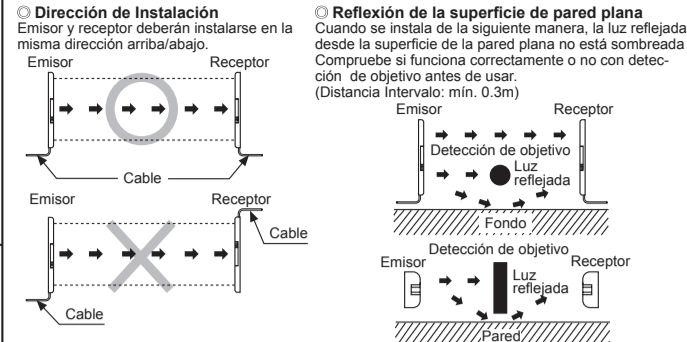 ◎ Dirección de Instalación
Emisor y receptor deberán instalarse en la
misma dirección arriba/abajo.
Emisor
Receptor
Cable
Emisor
Receptor
Cable
Cable
◎ Reflexión de la superficie de pared plana
Cuando se instala de la siguiente manera, la luz reflejada
desde la superficie de la pared plana no está sombreada
Compruebe si funciona correctamente o no con detec-
ción de objetivo antes de usar.
(Distancia Intervalo: mín. 0.3m)
Emisor
Receptor
Detección de objetivo
Luz
reflejada
Fondo
Detección de objetivo
Emisor
Receptor
Luz
reflejada
Pared